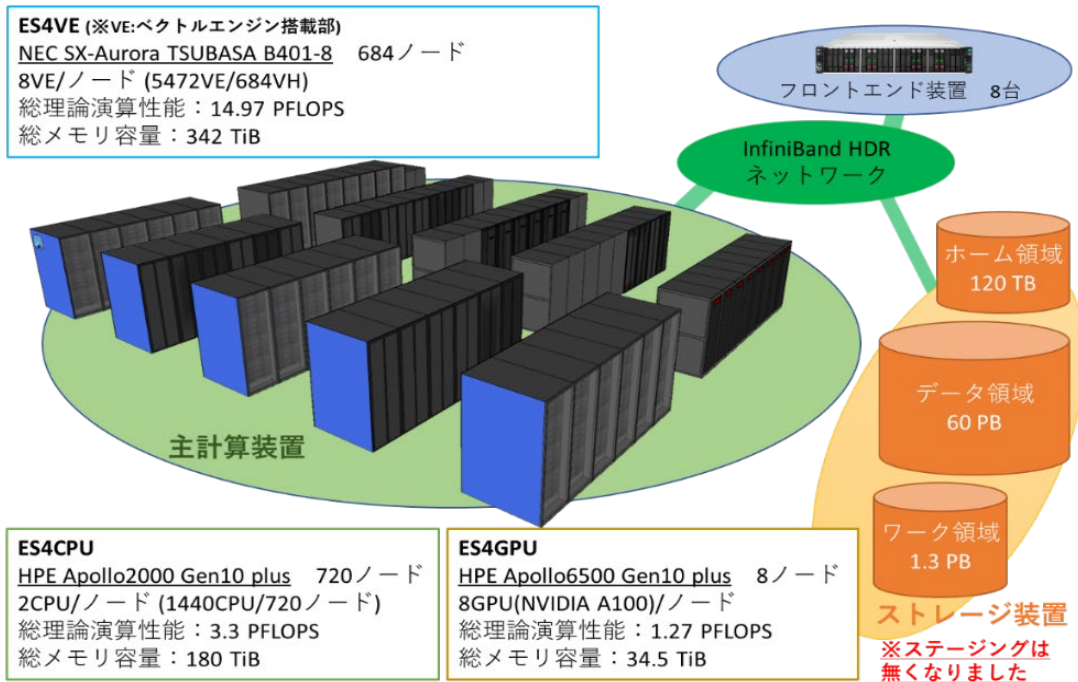 ES4VE (※VE:ベクトルエンジン搭載部)
NEC SX-Aurora TSUBASA B401-8 684ノード
8VE/ノード (5472VE/684VH)
総理論演算性能：14.97 PFLOPS
総メモリ容量：342 TiB
フロントエンド装置 8台
InfiniBand HDR
ネットワーク
ホーム領域
120 TB
データ領域
60 PB
ワーク領域
1.3 PB
ストレージ装置
※ステージングは
無くなりました
主計算装置
ES4CPU
HPE Apollo2000 Gen10 plus 720ノード
2CPU/ノード (1440CPU/720ノード)
総理論演算性能：3.3 PFLOPS
総メモリ容量：180 TiB
ES4GPU
HPE Apollo6500 Gen10 plus 8ノード
8GPU(NVIDIA A100)/ノード
総理論演算性能：1.27 PFLOPS
総メモリ容量：34.5 TiB